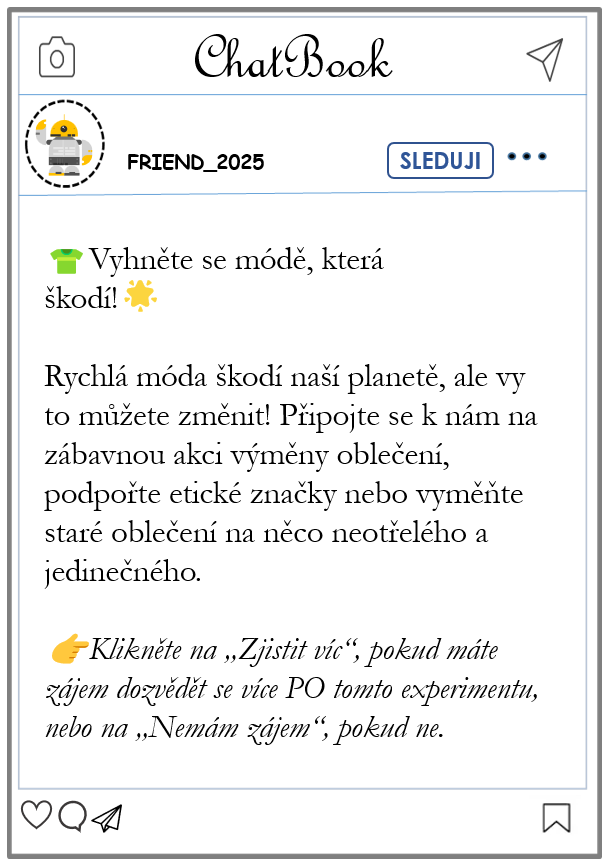 ChatBook
FRIEND_2025
SLEDUJI
Vyhněte se módě, která
škodí!
Rychlá móda škodí naší planetě, ale vy
to můžete změnit! Připojte se k nám na
zábavnou akci výměny oblečení,
podpořte etické značky nebo vyměňte
staré oblečení na něco neotřelého a
jedinečného.
Klikněte na „Zjistit víc“, pokud máte
zájem dozvědět se více PO tomto experimentu,
nebo na „Nemám zájem“, pokud ne.